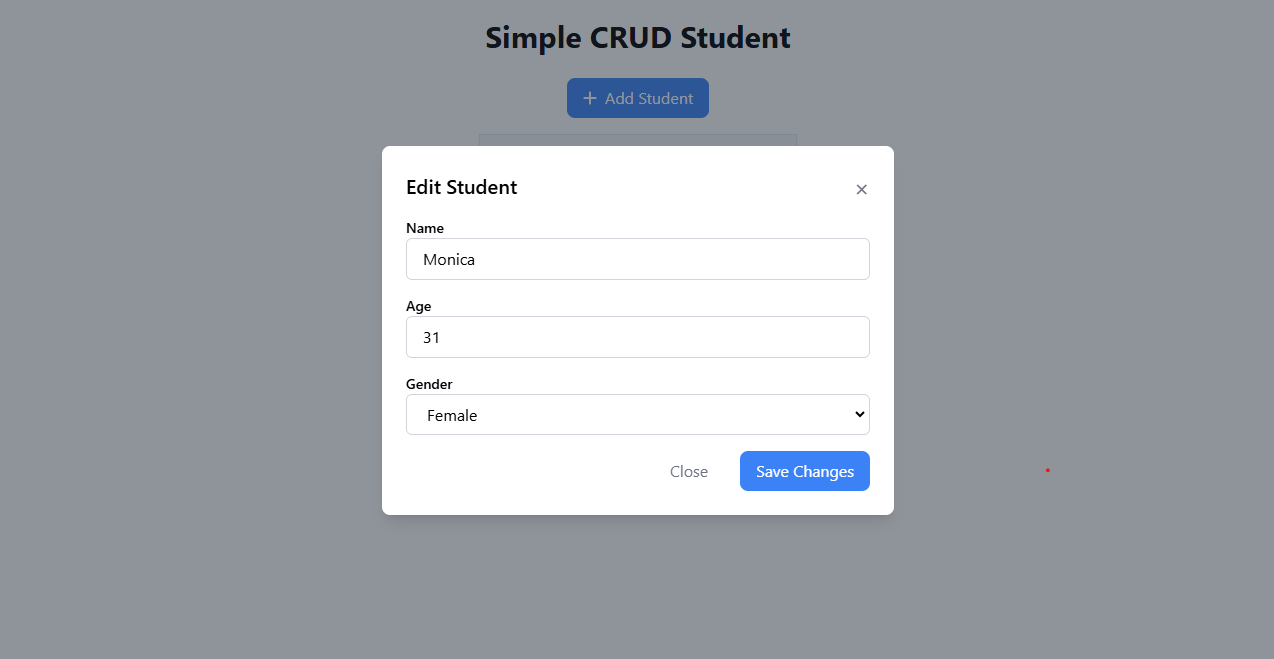 Simple CRUD Student
Add Student
Edit Student
Name
Monica
Age
31
Gender
Female
Close
Save Changes